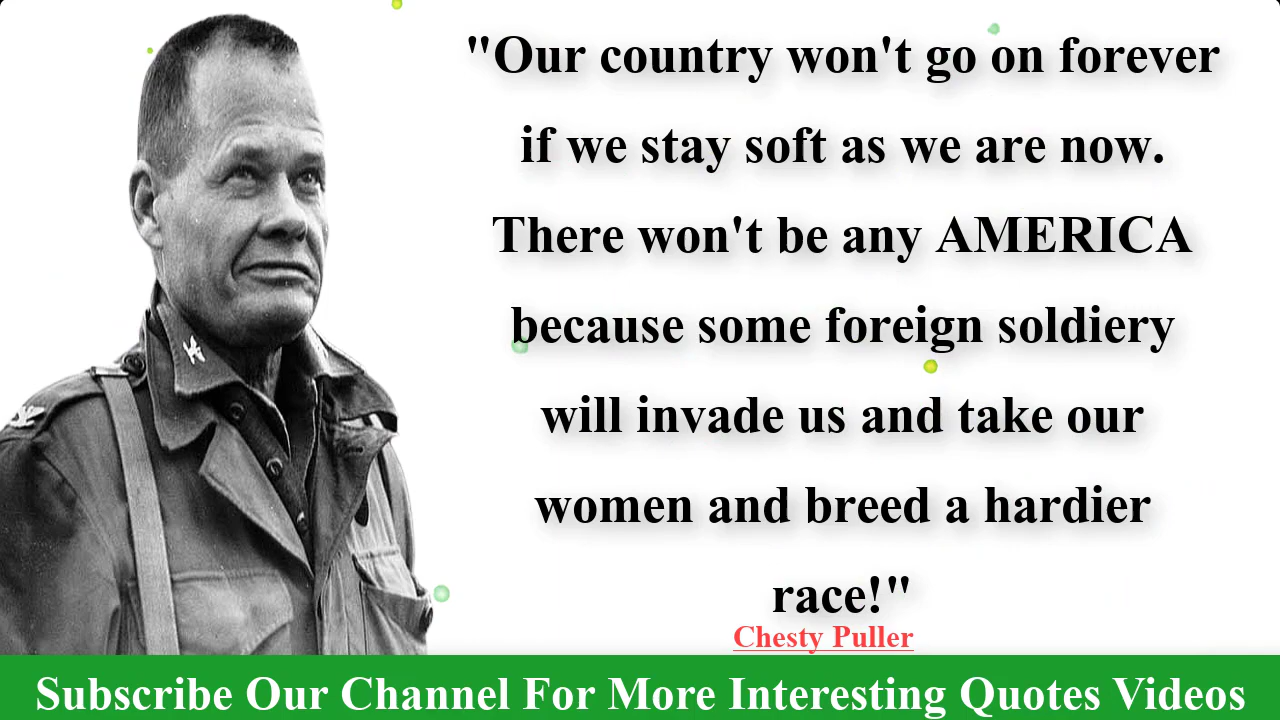 "Our country won't go on forever
if we stay soft as we are now.
There won't be any AMERICA
because some foreign soldiery
will invade us and take our
women and breed a hardier
race!"
Chesty Puller
Subscribe Our Channel For More Interesting Quotes Videos